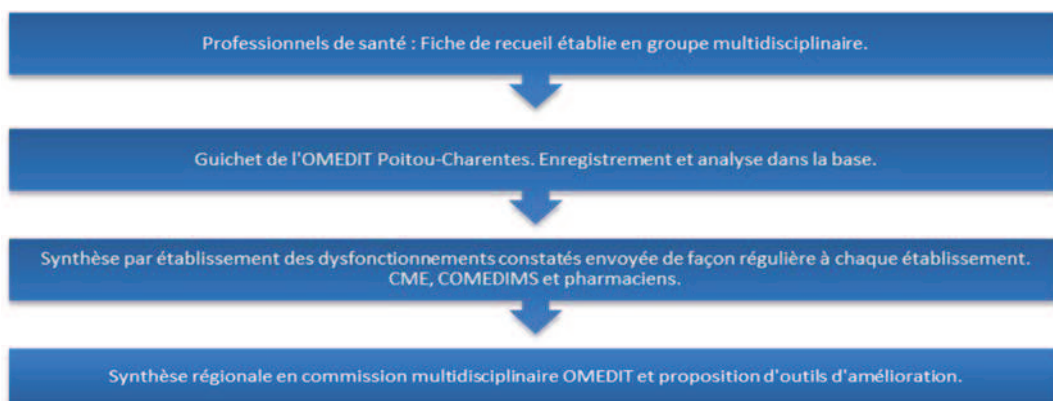 Professionnels de santé : Fiche de recueil établie en groupe multidisciplinaire.
Guichet de l'OMEDIT Poitou-Charentes. Enregistrement et analyse dans la base.
Synthèse par établissement des dysfonctionnements constatés envoyée de façon régulière à chaque établissement.
CME, COMEDIMS et pharmaciens.
Synthèse régionale en commission multidisciplinaire OMEDIT et proposition d'outils d'amélioration.